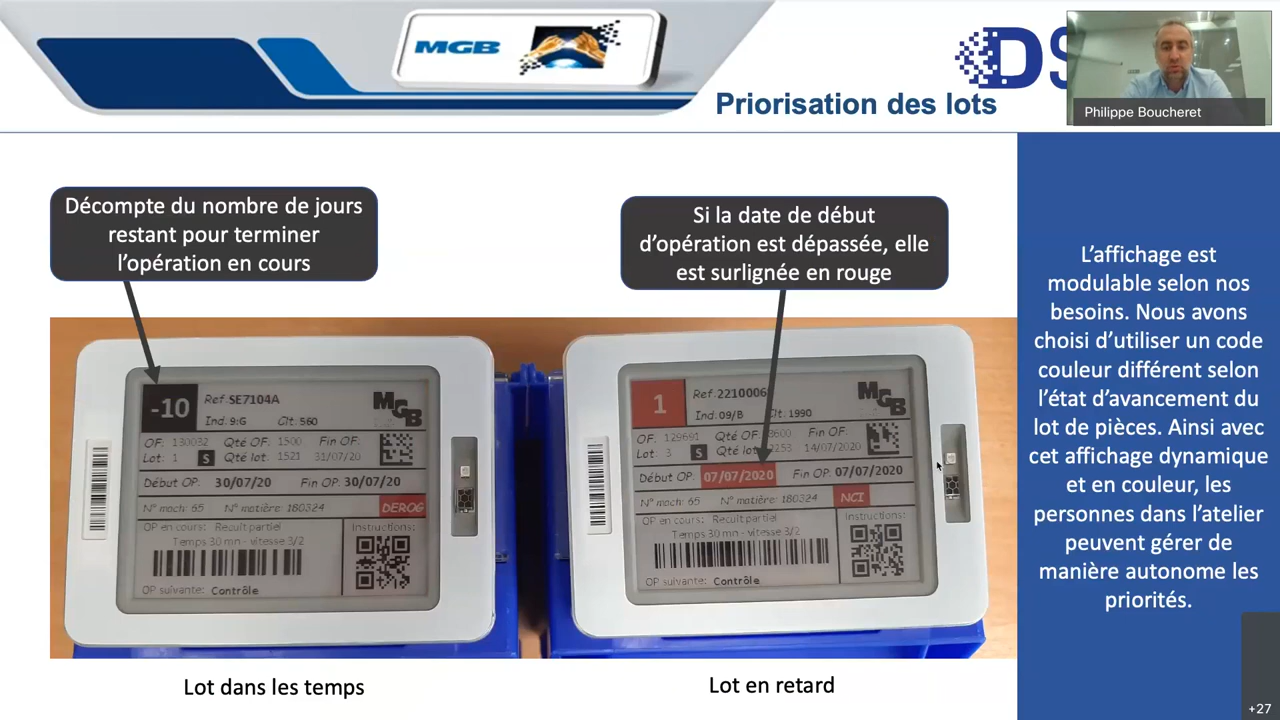 MGB
DS
Priorisation des lots
Philippe Boucheret
Décompte du nombre de jours
restant pour terminer
l’opération en cours
Si la date de début
d’opération est dépassée, elle
est surlignée en rouge
L’affichage est
modulable selon nos
besoins. Nous avons
choisi d’utiliser un code
couleur différent selon
l’état d’avancement du
lot de pièces. Ainsi avec
cet affichage dynamique
et en couleur, les
personnes dans l’atelier
peuvent gérer de
manière autonome les
priorités.
-10
Ref: SE7104A
MGB
Ind: 9:G Clt: 560
OF: 130032 Qté OF: 1500 Fin OF:
Lot: 1 S Qté lot: 1521 31/07/20
Début OP: 30/07/20 Fin OP: 30/07/20
N° mach: 65 N° matière: 180324 DEROG
OP en cours: Recuit partiel Instructions:
Temps 30 mn - vitesse 3/2
OP suivante: Contrôle
1
Ref: 2210006
MGB
Ind: 09/B Clt: 1990
OF: 129691 Qté OF: 8600 Fin OF:
Lot: 3 S Qté lot: 2253 14/07/2020
Début OP: 07/07/2020 Fin OP: 07/07/2020
N° mach: 65 N° matière: 180324 NCI
OP en cours: Recuit partiel Instructions:
Temps 30 mn - vitesse 3/2
OP suivante: Contrôle
Lot dans les temps
Lot en retard
+27